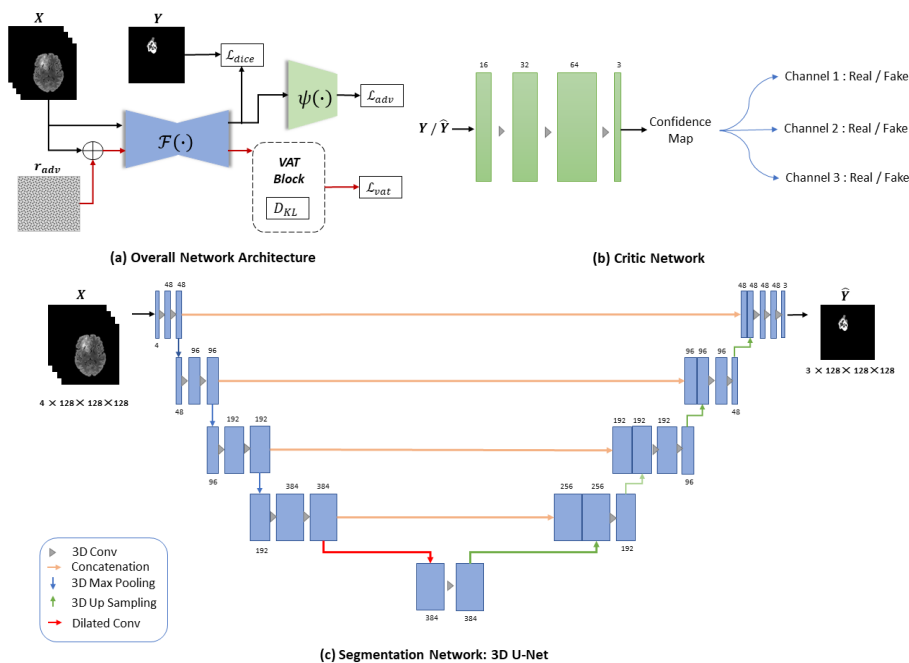 X
Y
ℒ_dice
ψ(·)
ℒ_adv
ℱ(·)
r_adv
VAT
Block
D_KL
ℒ_vat
(a) Overall Network Architecture
16
32
64
3
Y / Ŷ
Confidence
Map
Channel 1 : Real / Fake
Channel 2 : Real / Fake
Channel 3 : Real / Fake
(b) Critic Network
X
48 48
4
48 48 48 48 3
Ŷ
96 96
48
96 96 96
48
4 × 128 × 128 × 128
3 × 128 × 128 × 128
192 192
96
192 192 192
96
384 384
192
256 256
192
384 384
3D Conv
Concatenation
3D Max Pooling
3D Up Sampling
Dilated Conv
(c) Segmentation Network: 3D U-Net